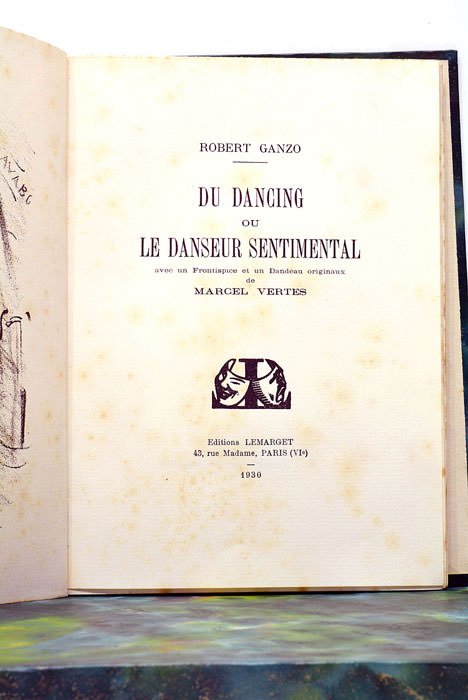 ROBERT GANZO
DU DANCING
OU
LE DANSEUR SENTIMENTAL
avec un Frontispice et un Bandeau originaux
de
MARCEL VERTES
Editions LEMARGET
43, rue Madame, PARIS (VIe)
1930